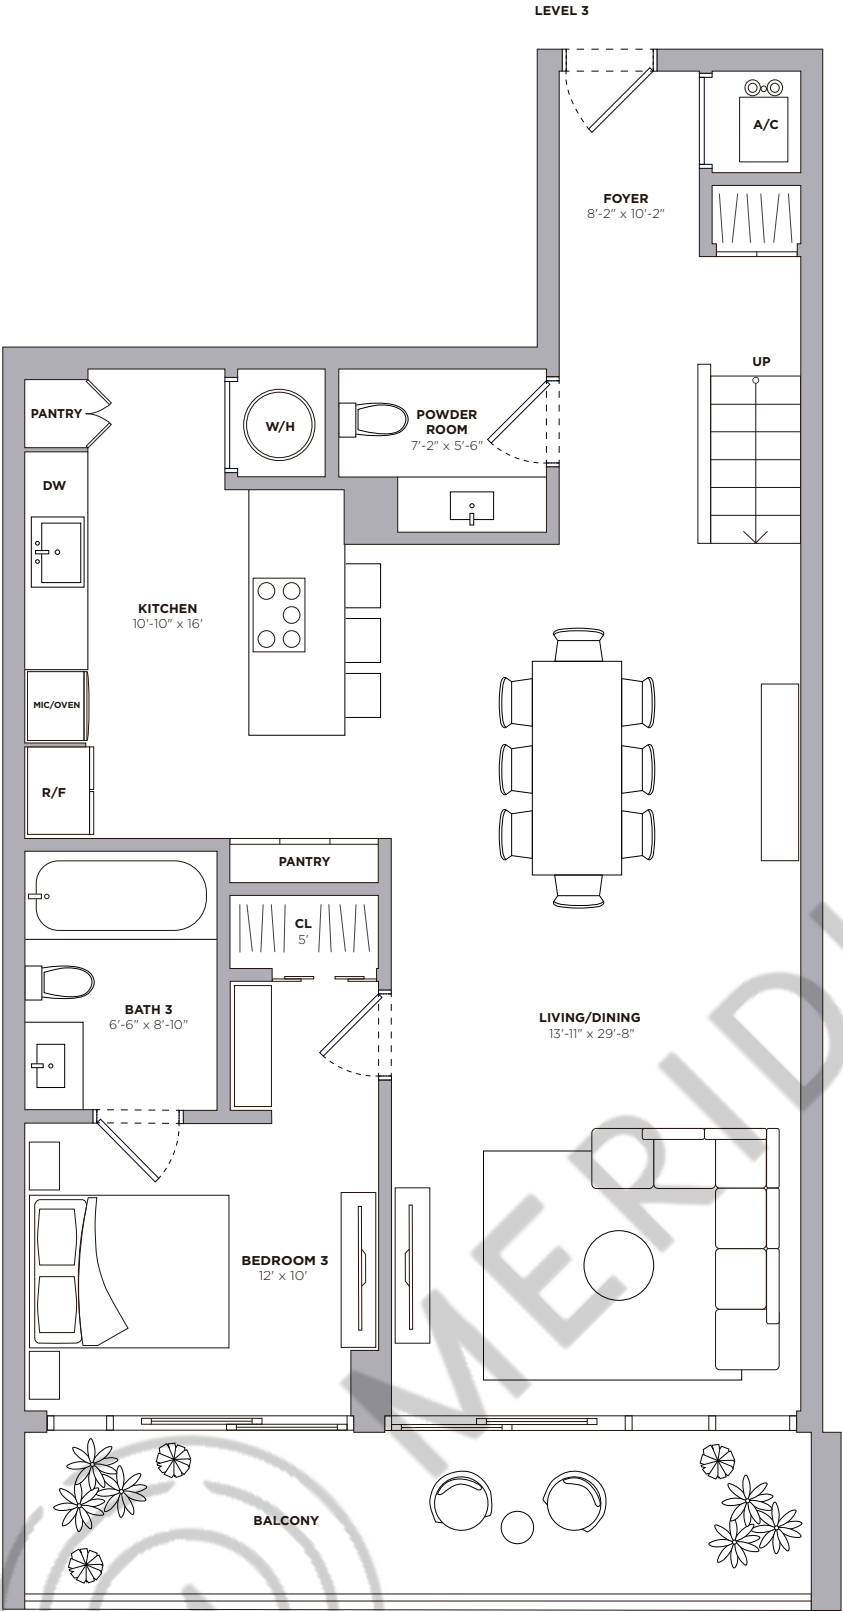 LEVEL 3
A/C
FOYER
8'-2" x 10'-2"
UP
PANTRY
W/H
POWDER
ROOM
7'-2" x 5'-6"
DW
KITCHEN
10'-10" x 16'
MIC/OVEN
R/F
PANTRY
CL
5'
BATH 3
6'-6" x 8'-10"
LIVING/DINING
13'-11" x 29'-8"
BEDROOM 3
12' x 10'
BALCONY
MERID